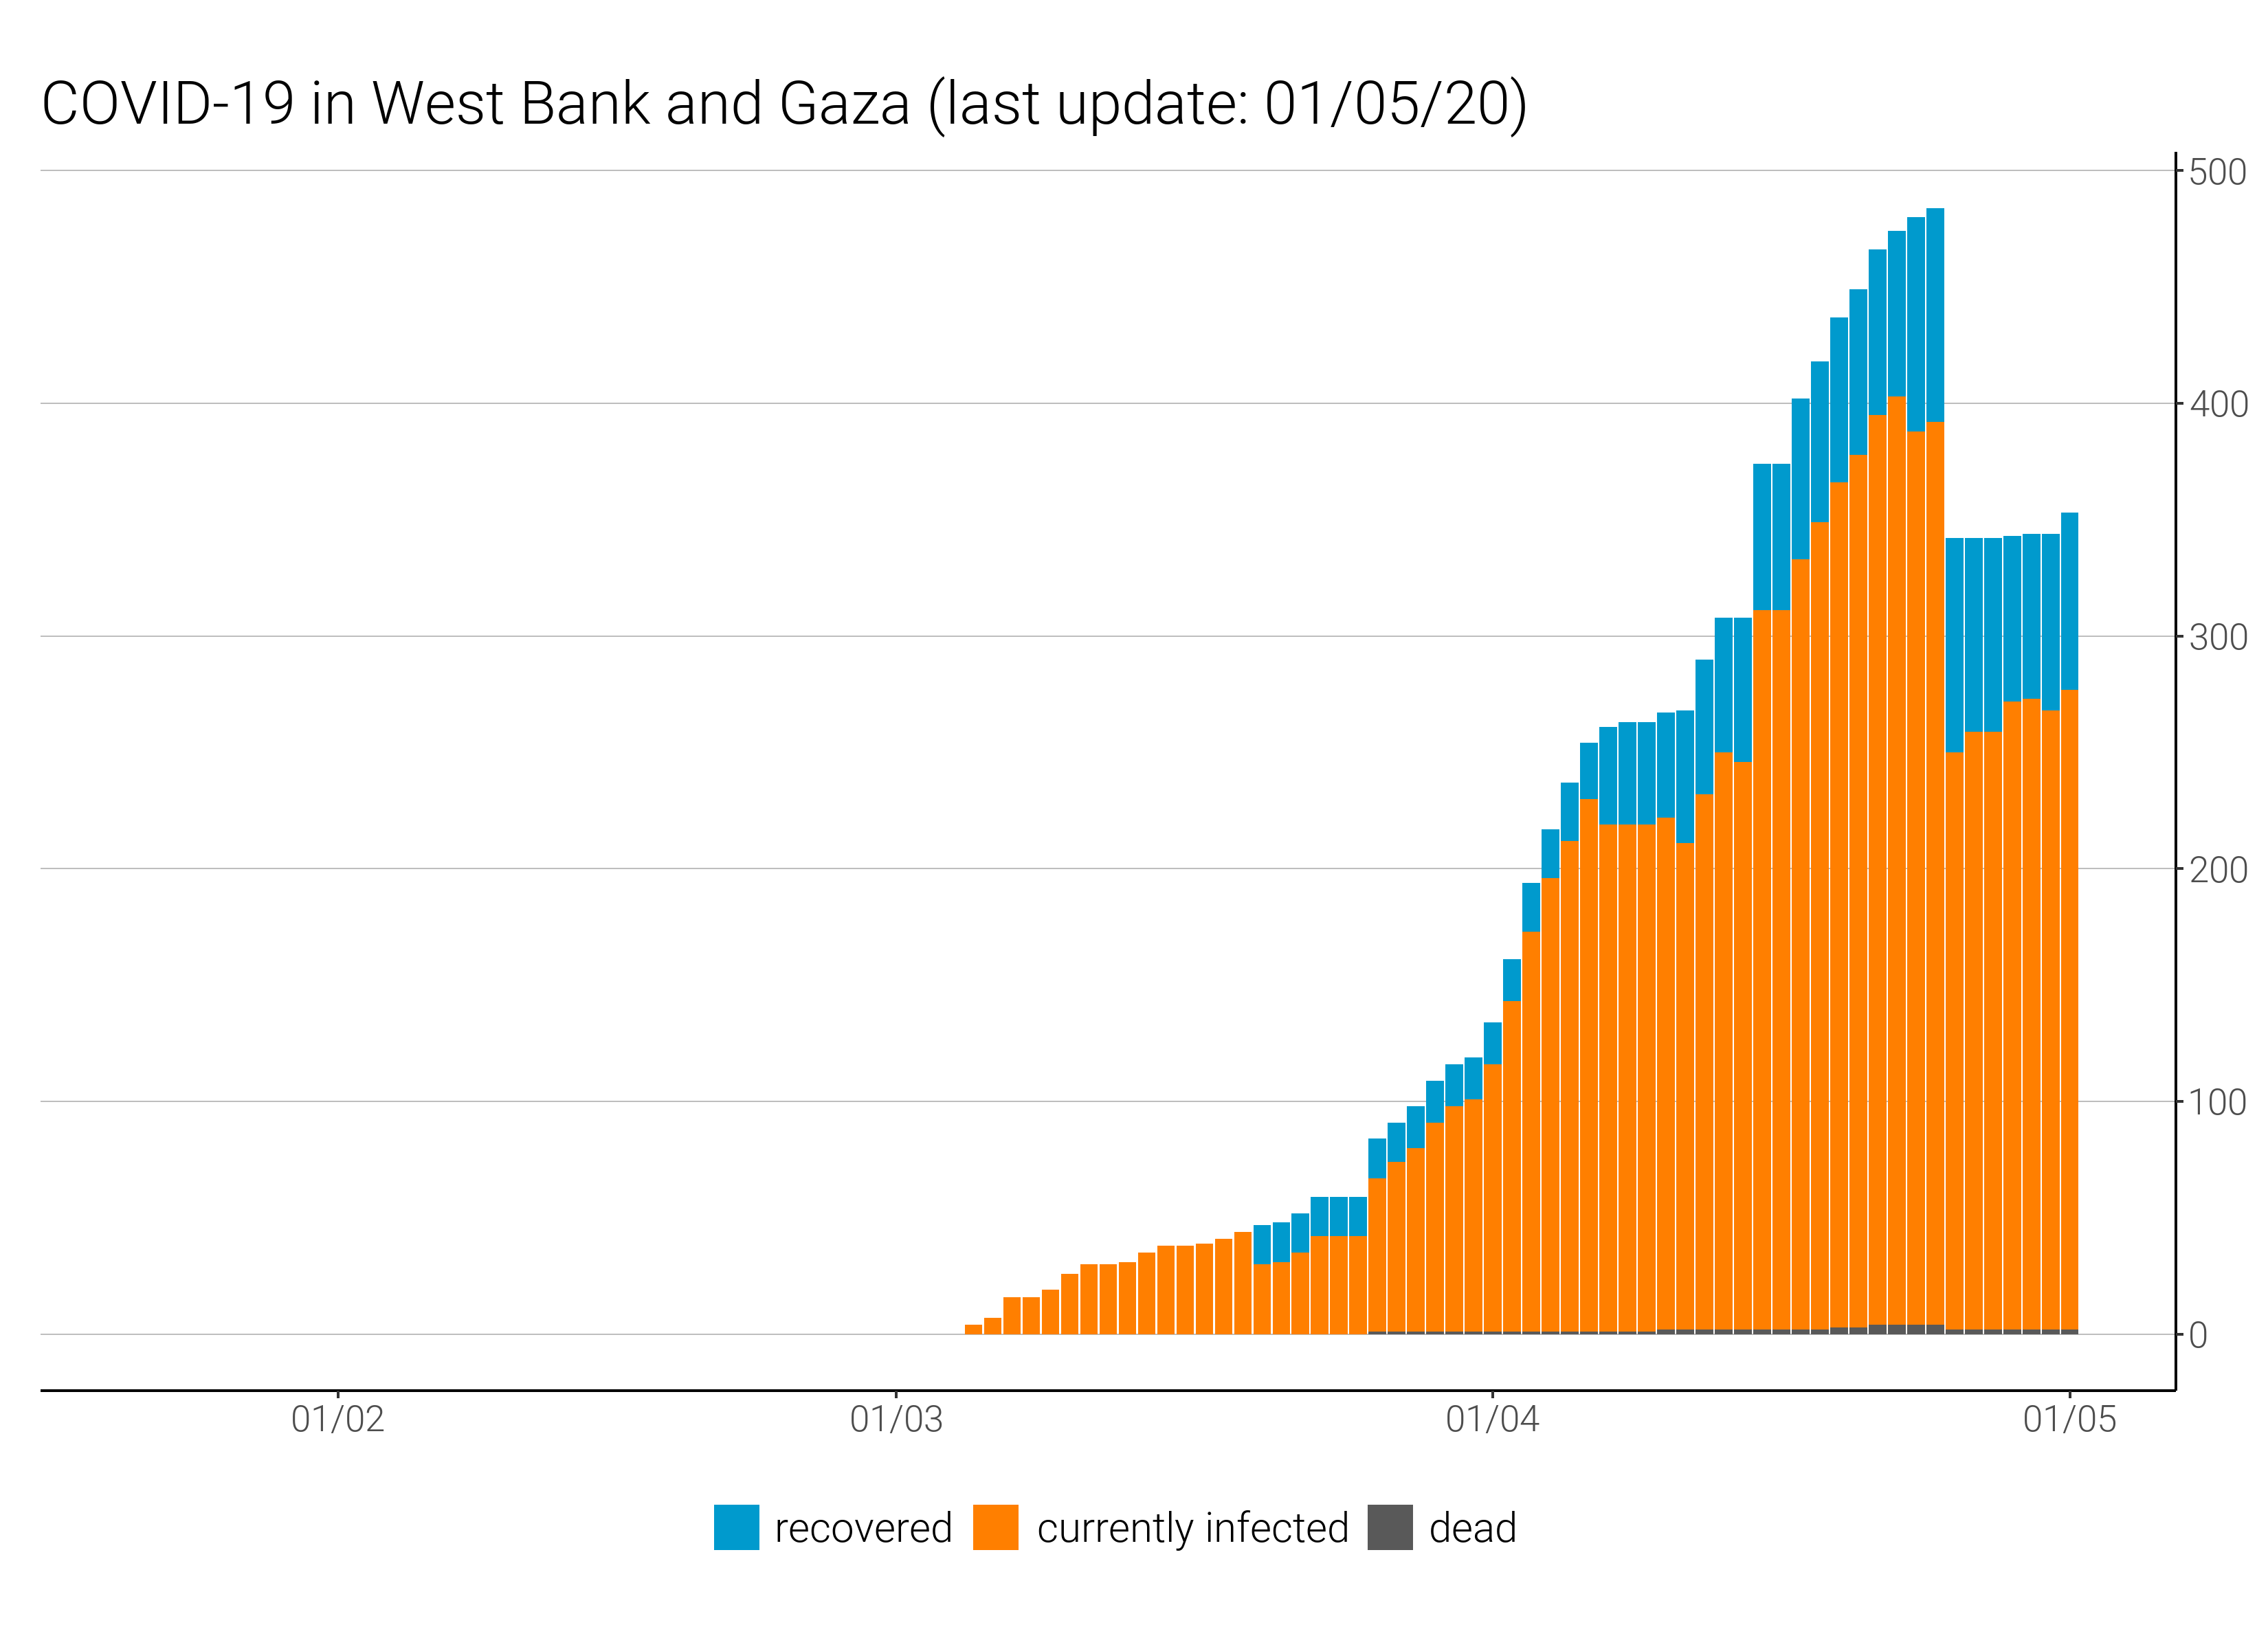 COVID-19 in West Bank and Gaza (last update: 01/05/20)
500
400
300
200
100
0
01/02 01/03 01/04 01/05
recovered currently infected dead